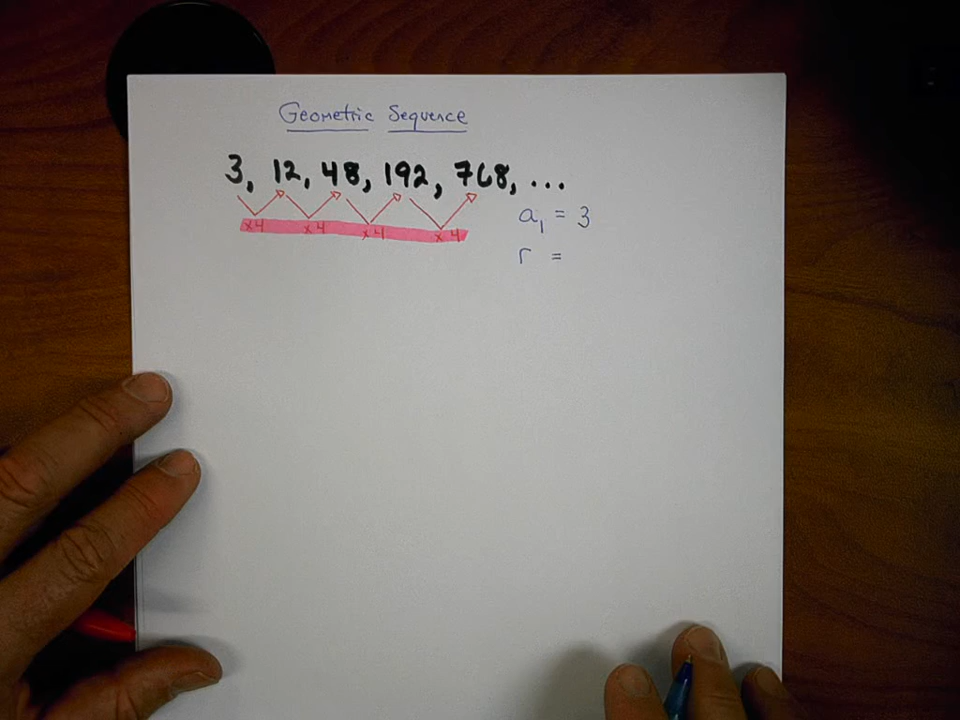 Geometric Sequence
3, 12, 48, 192, 768, ...
x4 x4 x4 x4
a₁ = 3
r =